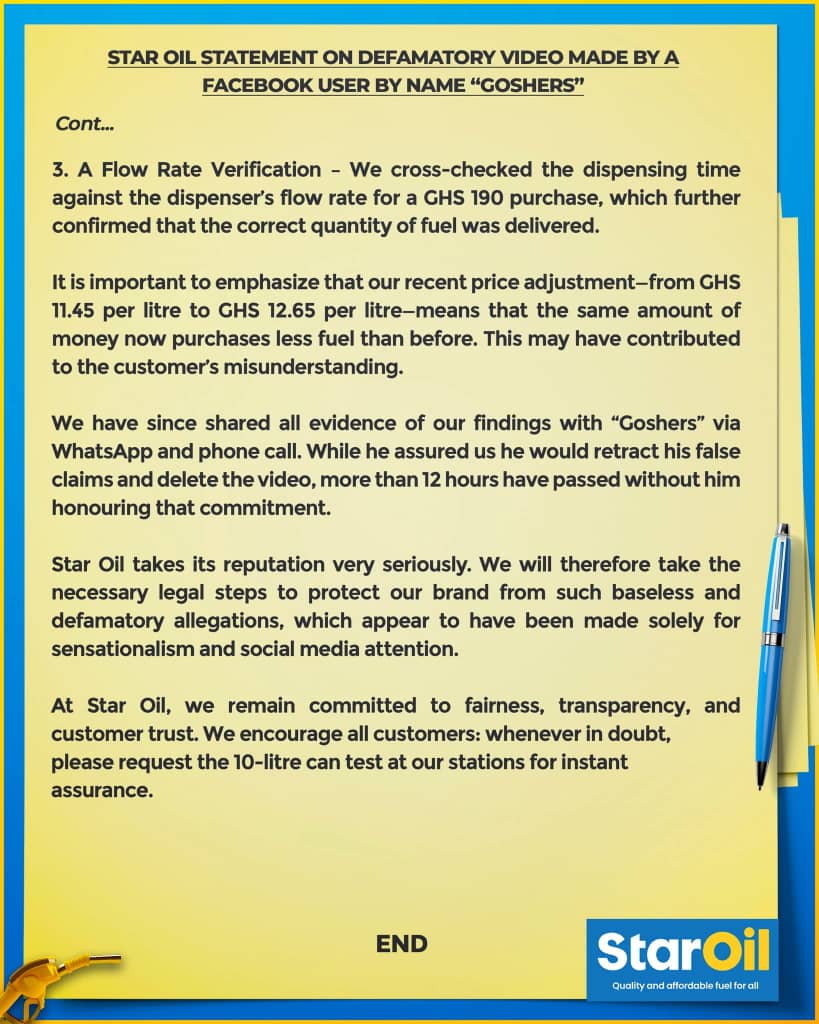 STAR OIL STATEMENT ON DEFAMATORY VIDEO MADE BY A
FACEBOOK USER BY NAME “GOSHERS”
Cont...
3. A Flow Rate Verification – We cross-checked the dispensing time
against the dispenser’s flow rate for a GHS 190 purchase, which further
confirmed that the correct quantity of fuel was delivered.
It is important to emphasize that our recent price adjustment—from GHS
11.45 per litre to GHS 12.65 per litre—means that the same amount of
money now purchases less fuel than before. This may have contributed
to the customer’s misunderstanding.
We have since shared all evidence of our findings with “Goshers” via
WhatsApp and phone call. While he assured us he would retract his false
claims and delete the video, more than 12 hours have passed without him
honouring that commitment.
Star Oil takes its reputation very seriously. We will therefore take the
necessary legal steps to protect our brand from such baseless and
defamatory allegations, which appear to have been made solely for
sensationalism and social media attention.
At Star Oil, we remain committed to fairness, transparency, and
customer trust. We encourage all customers: whenever in doubt,
please request the 10-litre can test at our stations for instant
assurance.
END
StarOil
Quality and affordable fuel for all